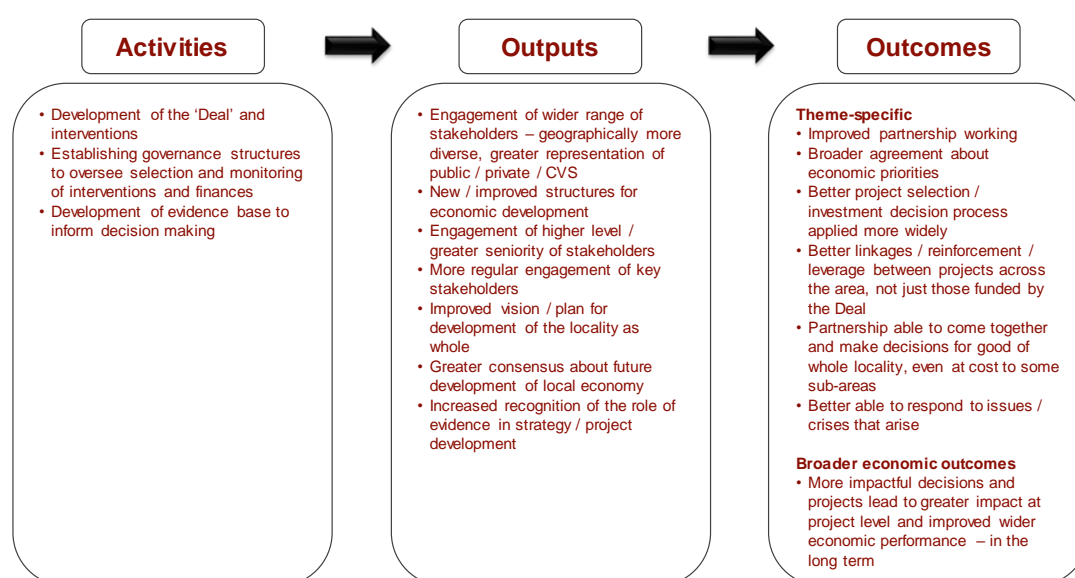 Activities
Outputs
Outcomes
• Development of the ‘Deal’ and
interventions
• Establishing governance structures
to oversee selection and monitoring
of interventions and finances
• Development of evidence base to
inform decision making
• Engagement of wider range of
stakeholders – geographically more
diverse, greater representation of
public / private / CVS
• New / improved structures for
economic development
• Engagement of higher level /
greater seniority of stakeholders
• More regular engagement of key
stakeholders
• Improved vision / plan for
development of the locality as
whole
• Greater consensus about future
development of local economy
• Increased recognition of the role of
evidence in strategy / project
development
Theme-specific
• Improved partnership working
• Broader agreement about
economic priorities
• Better project selection /
investment decision process
applied more widely
• Better linkages / reinforcement /
leverage between projects across
the area, not just those funded by
the Deal
• Partnership able to come together
and make decisions for good of
whole locality, even at cost to some
sub-areas
• Better able to respond to issues /
crises that arise
Broader economic outcomes
• More impactful decisions and
projects lead to greater impact at
project level and improved wider
economic performance – in the
long term